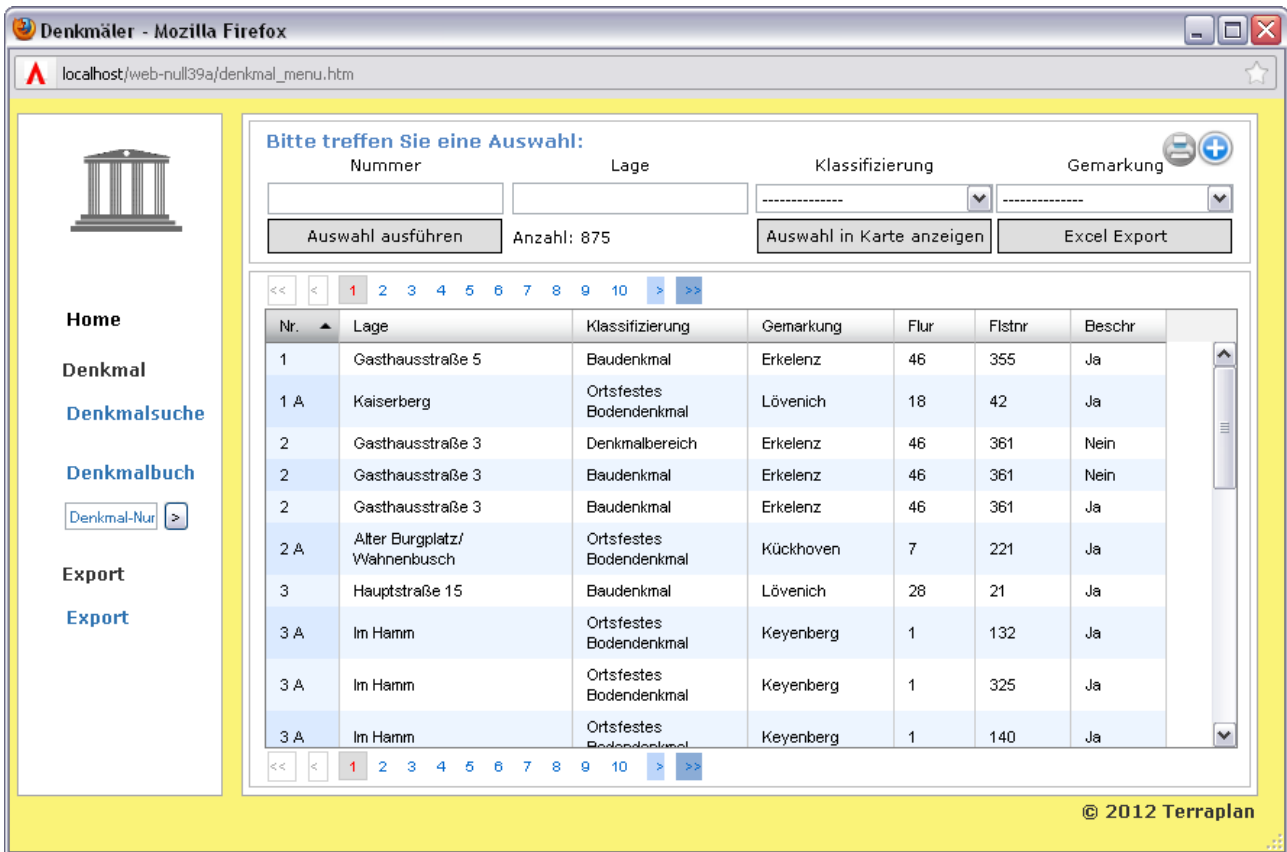 Denkmäler - Mozilla Firefox
localhost/web-null39a/denkmal_menu.htm
Bitte treffen Sie eine Auswahl:
Nummer Lage Klassifizierung Gemarkung
-------------- --------------
Auswahl ausführen Anzahl: 875 Auswahl in Karte anzeigen Excel Export
Home
Denkmal
Denkmalsuche
Denkmalbuch
Denkmal-Nur >
Export
Export
<< < 1 2 3 4 5 6 7 8 9 10 > >>
Nr. Lage Klassifizierung Gemarkung Flur Flstnr Beschr
1 Gasthausstraße 5 Baudenkmal Erkelenz 46 355 Ja
1 A Kaiserberg Ortsfestes Bodendenkmal Lövenich 18 42 Ja
2 Gasthausstraße 3 Denkmalbereich Erkelenz 46 361 Nein
2 Gasthausstraße 3 Baudenkmal Erkelenz 46 361 Nein
2 Gasthausstraße 3 Baudenkmal Erkelenz 46 361 Ja
2 A Alter Burgplatz/ Wahnenbusch Ortsfestes Bodendenkmal Kückhoven 7 221 Ja
3 Hauptstraße 15 Baudenkmal Lövenich 28 21 Ja
3 A Im Hamm Ortsfestes Bodendenkmal Keyenberg 1 132 Ja
3 A Im Hamm Ortsfestes Bodendenkmal Keyenberg 1 325 Ja
3 A Im Hamm Ortsfestes Bodendenkmal Keyenberg 1 140 Ja
<< < 1 2 3 4 5 6 7 8 9 10 > >>
© 2012 Terraplan